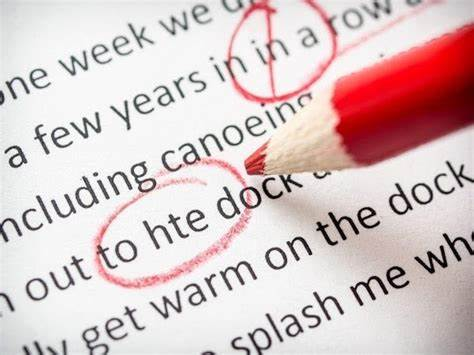 one week we
a few years in in a row a
including canoeing
out to hte dock
get warm on the dock
splash me